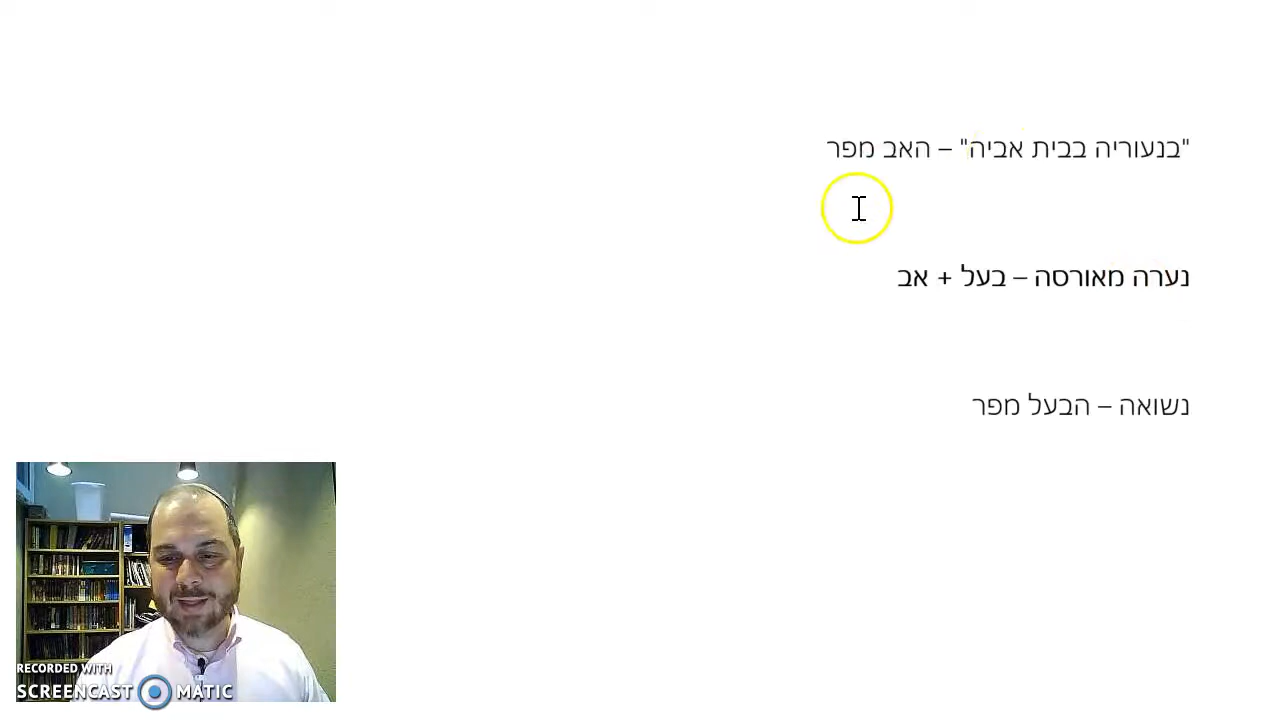 "בנעוריה בבית אביה" – האב מפר
נערה מאורסה – בעל + אב
נשואה – הבעל מפר
RECORDED WITH
SCREENCAST MATIC